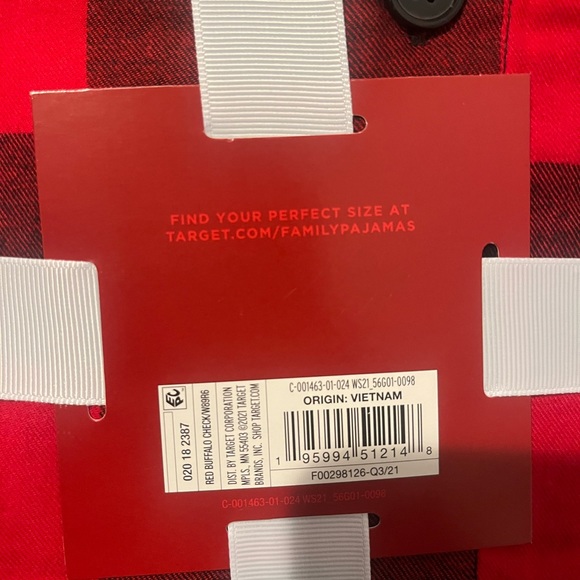 FIND YOUR PERFECT SIZE AT
TARGET.COM/FAMILYPAJAMAS
020 18 2387
RED BUFFALO CHECK/W89R6
DIST. BY TARGET CORPORATION
MPLS., MN 55403 ©2021 TARGET
BRANDS, INC. SHOP TARGET.COM
C-001463-01-024 WS21_56G01-0098
ORIGIN: VIETNAM
1 95994 51214 8
F00298126-Q3/21
C-001463-01-024 WS21_56G01-0098